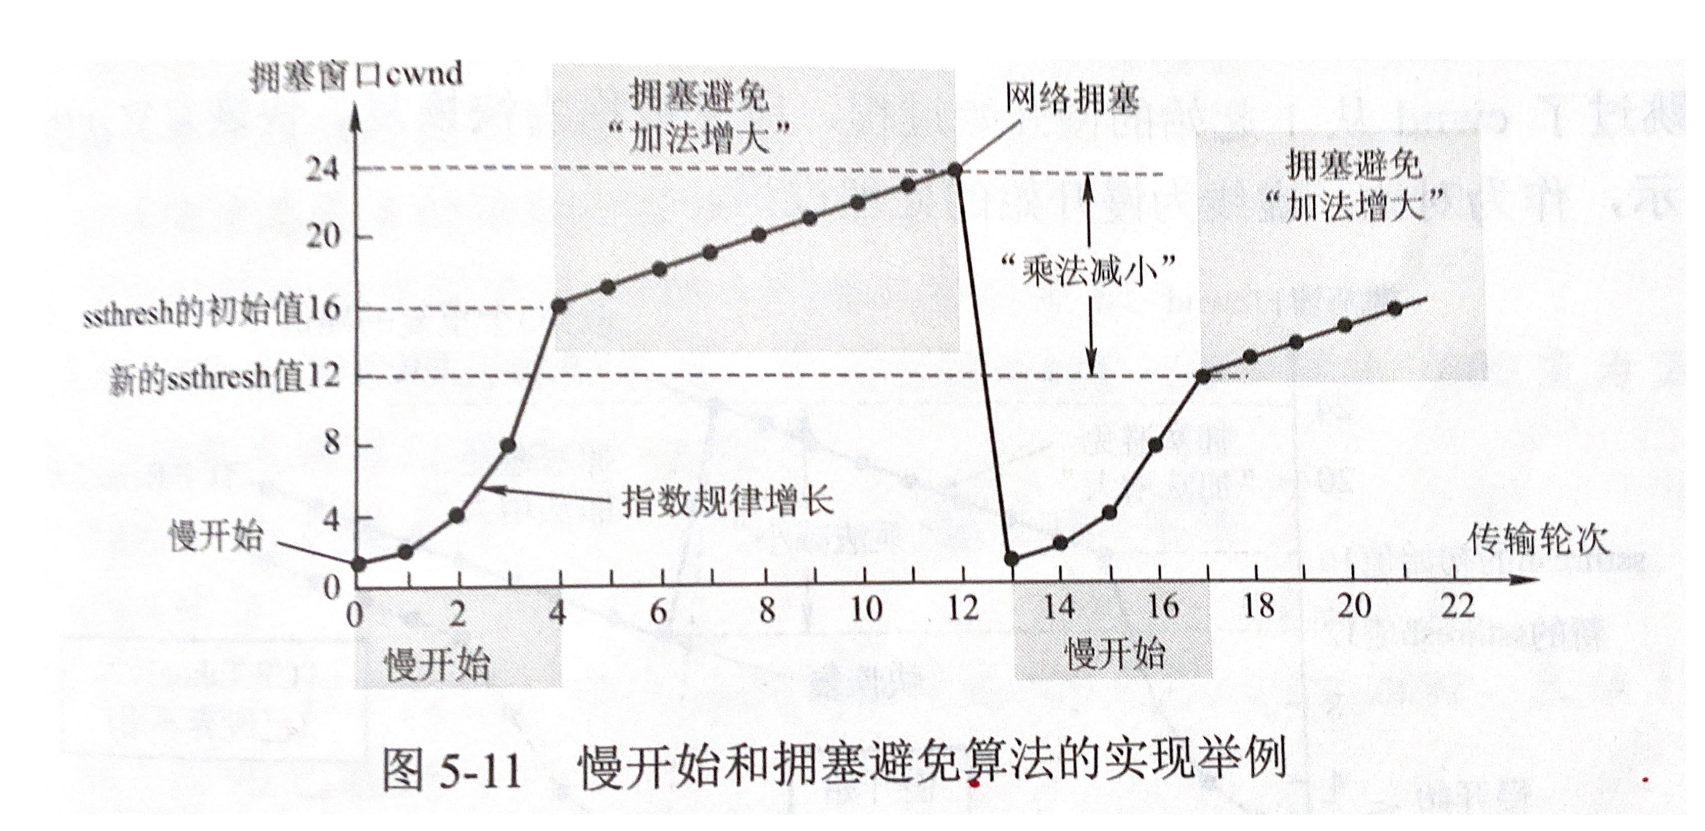 拥塞窗口cwnd
拥塞避免
“加法增大”
网络拥塞
拥塞避免
“加法增大”
24
20
ssthresh的初始值16
新的ssthresh值12
8
4
0
“乘法减小”
指数规律增长
慢开始
传输轮次
0 2 4 6 8 10 12 14 16 18 20 22
慢开始
慢开始
图 5-11 慢开始和拥塞避免算法的实现举例